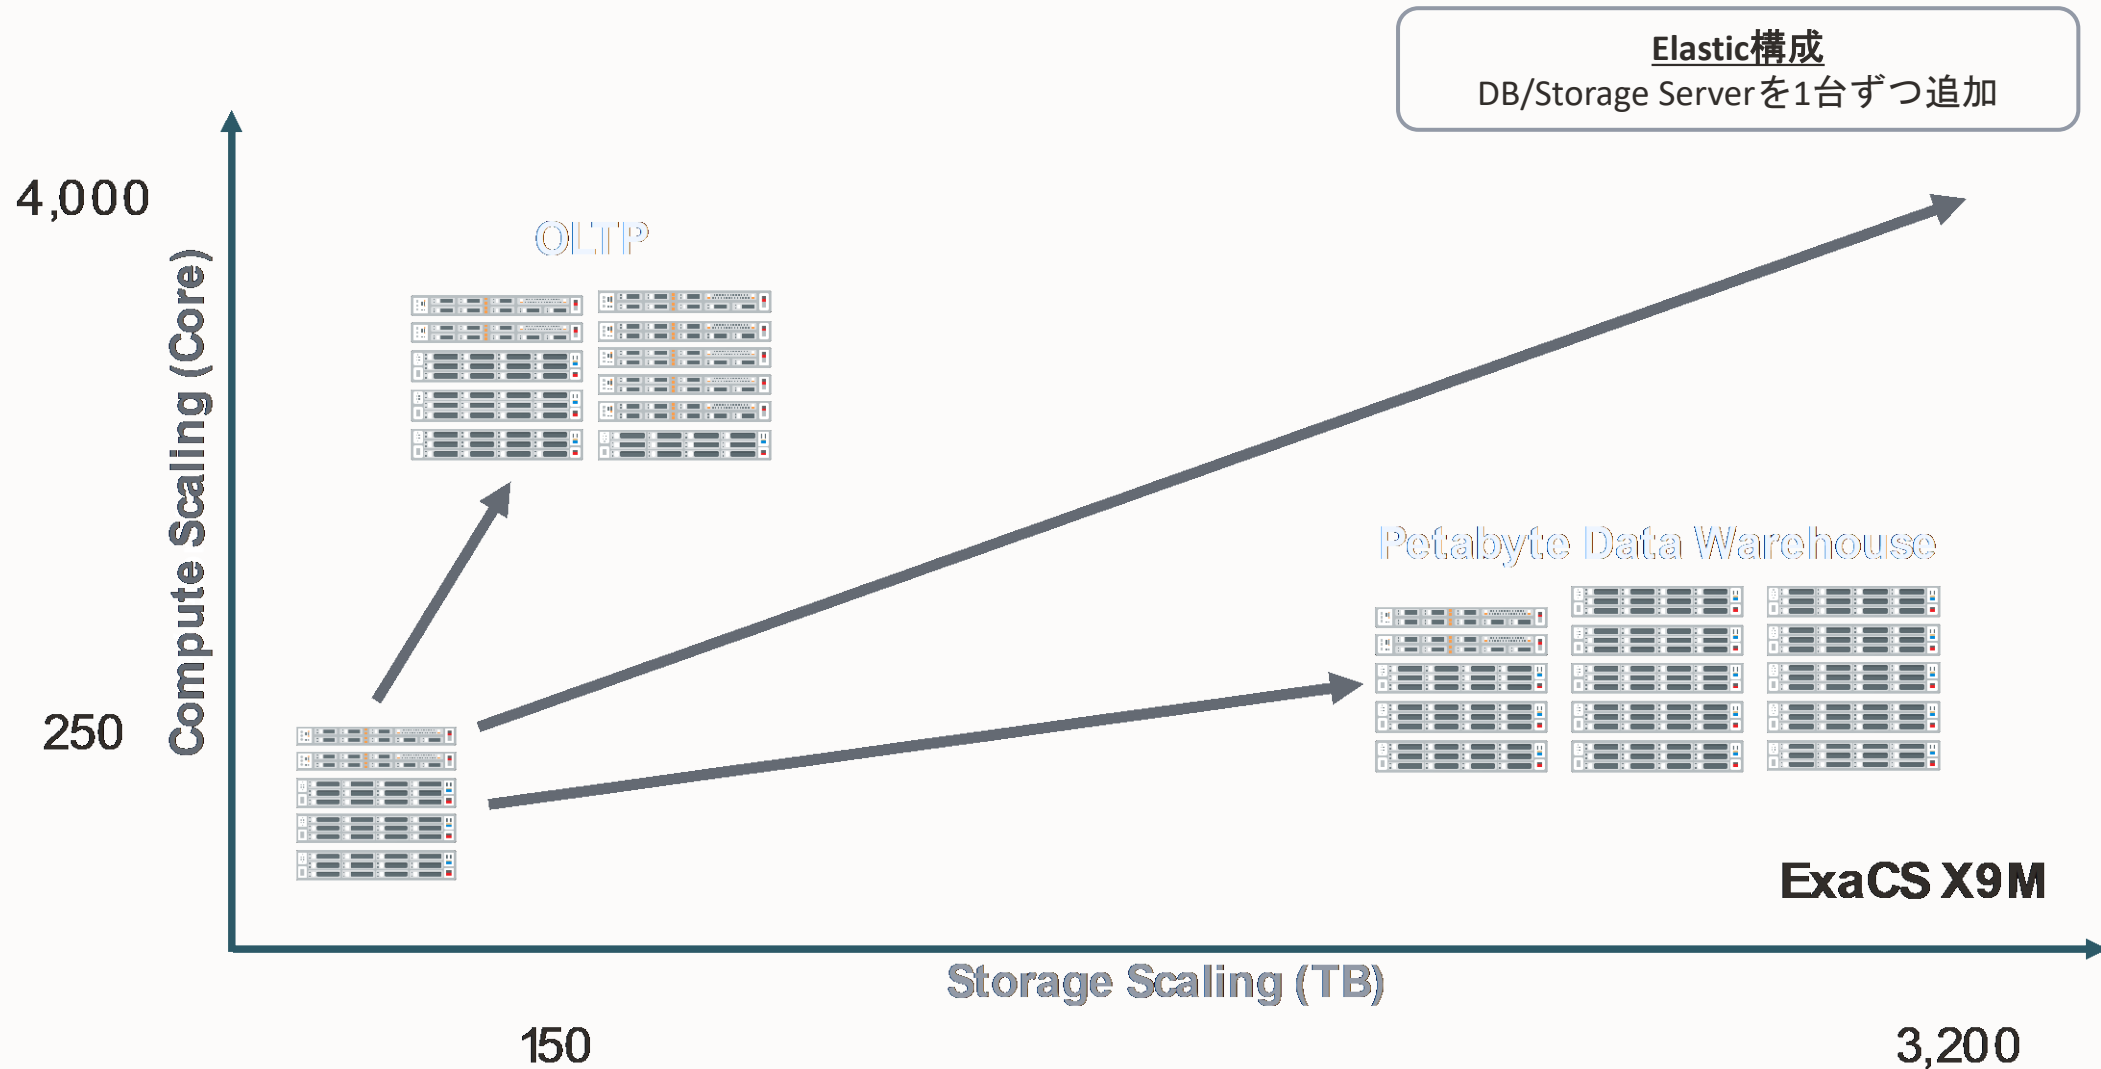 Elastic構成
DB/Storage Serverを1台ずつ追加
4,000
OLTP
Compute Scaling (Core)
Petabyte Data Warehouse
250
ExaCS X9M
Storage Scaling (TB)
150
3,200